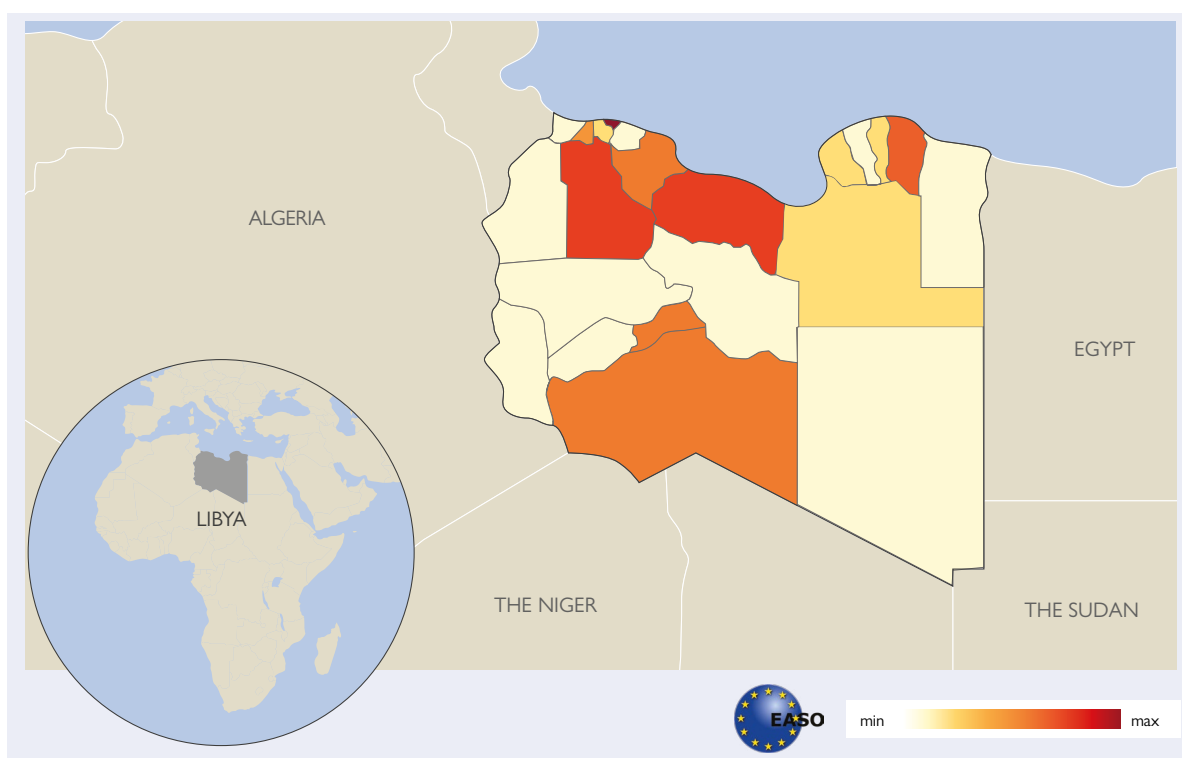 ALGERIA
EGYPT
LIBYA
THE NIGER
THE SUDAN
EASO
min
max